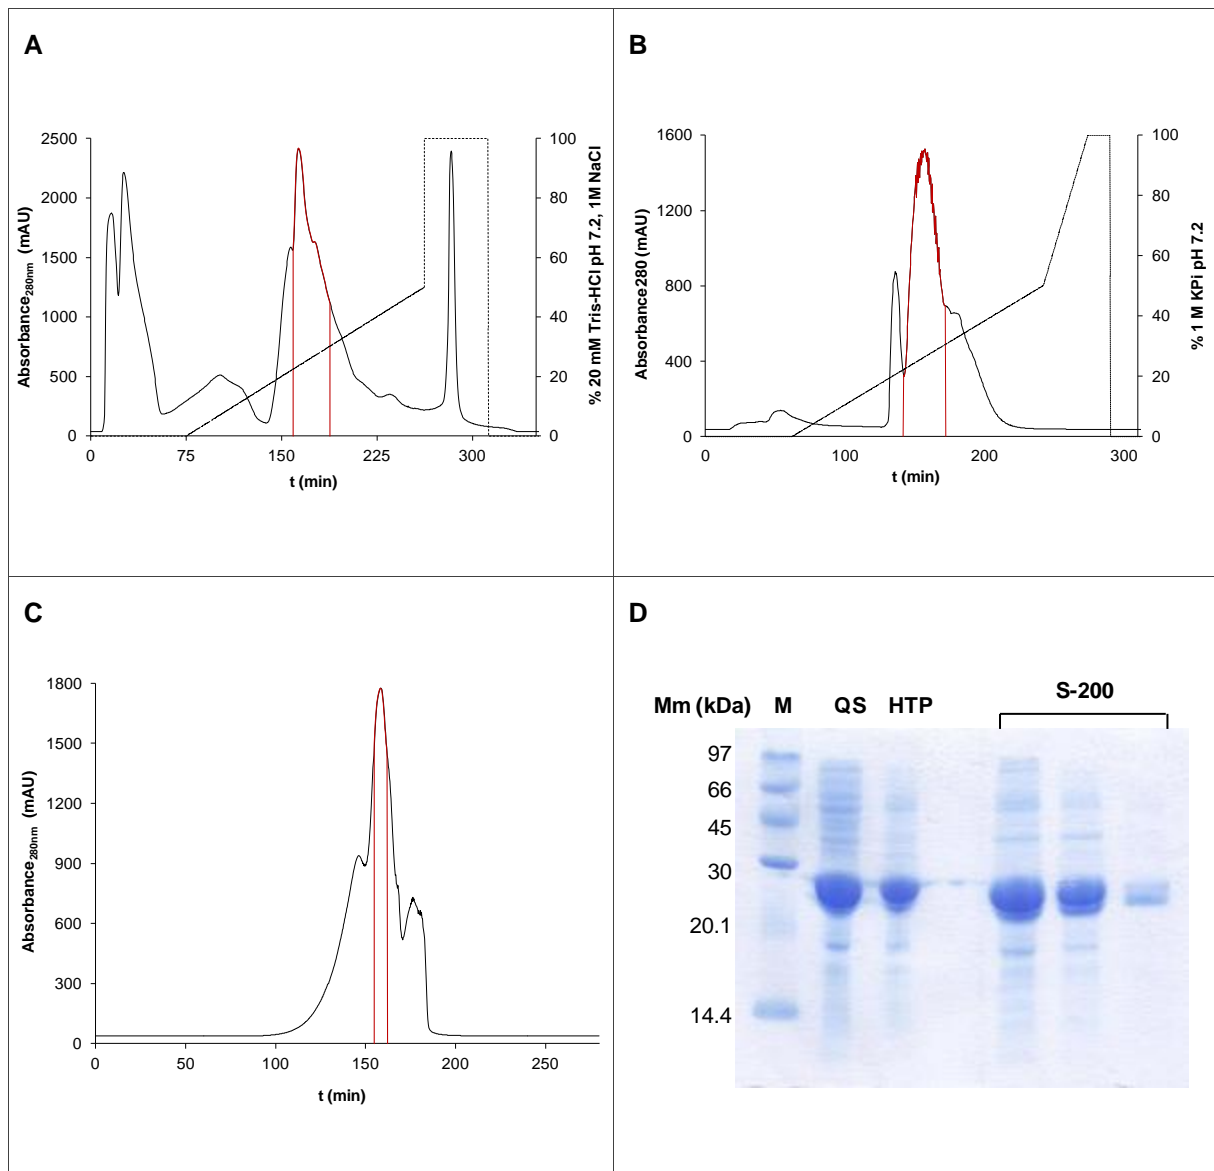 A
Absorbance280nm (mAU)
2500
2000
1500
1000
500
0
0 75 150 225 300
t (min)
100
80
60
40
20
0
% 20 mM Tris-HCl pH 7.2, 1M NaCl
B
Absorbance280 (mAU)
1600
1200
800
400
0
0 100 200 300
t (min)
100
80
60
40
20
0
% 1 M KPi pH 7.2
C
Absorbance280nm (mAU)
1800
1500
1200
900
600
300
0
0 50 100 150 200 250
t (min)
D
S-200
Mm (kDa) M QS HTP
97
66
45
30
20.1
14.4